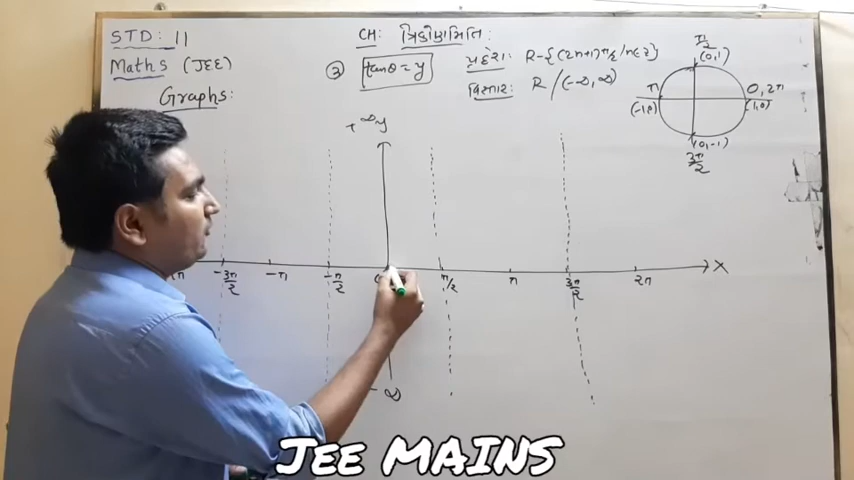 STD: 11
CH: ત્રિકોણમિતિ:
Maths (JEE)
③ tanθ = y
પ્રદેશ: R-{(2n+1)π/2 / n∈Z}
વિસ્તાર: R / (-∞, ∞)
Graphs:
π/2
(0,1)
π
(-1,0)
0, 2π
(1,0)
(0,-1)
3π/2
+∞ y
-3π/2 -π -π/2 π/2 π 3π/2 2π X
-∞
JEE MAINS